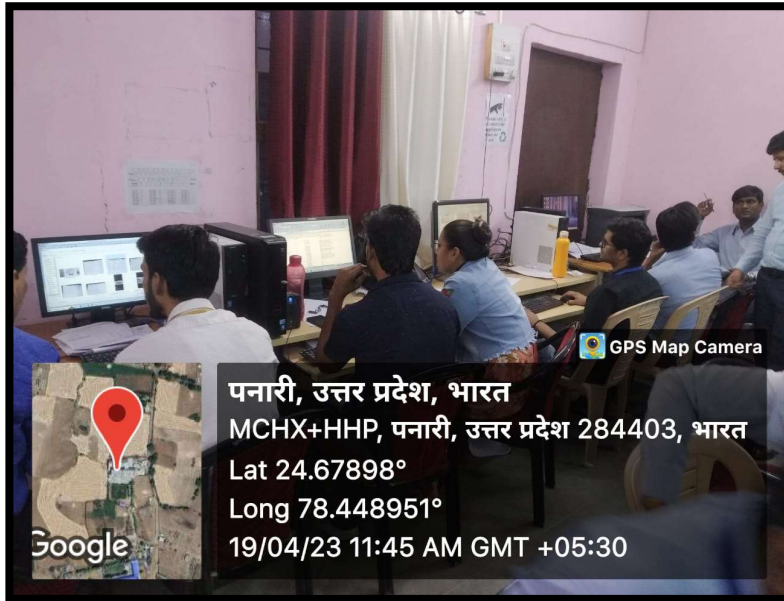 GPS Map Camera
पनारी, उत्तर प्रदेश, भारत
MCHX+HHP, पनारी, उत्तर प्रदेश 284403, भारत
Lat 24.67898°
Long 78.448951°
19/04/23 11:45 AM GMT +05:30
Google